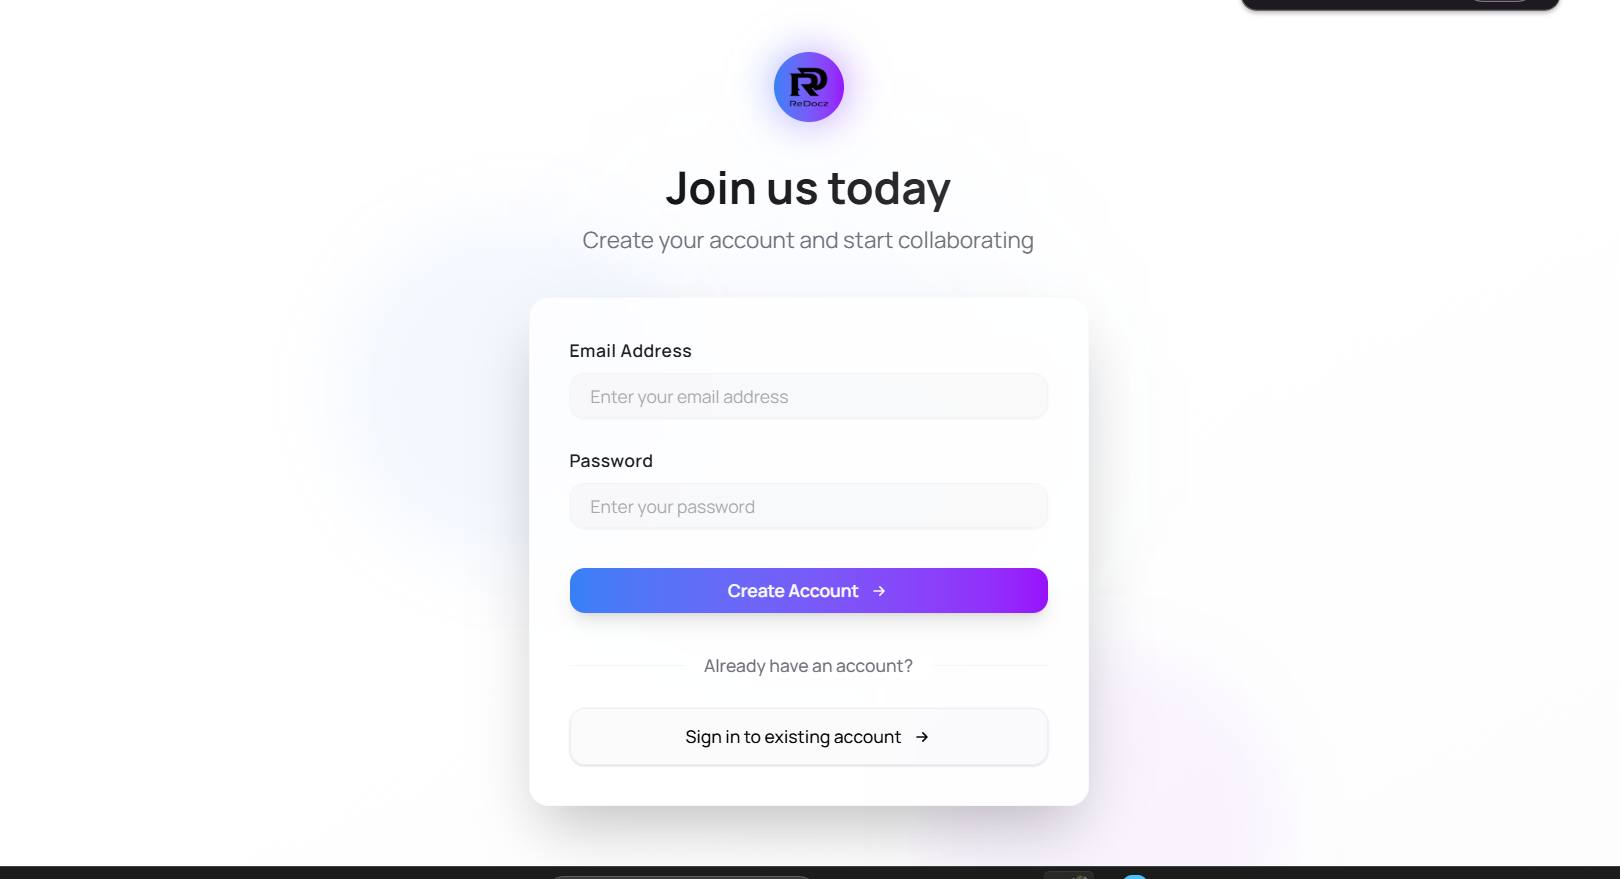 ReDocz
Join us today
Create your account and start collaborating
Email Address
Enter your email address
Password
Enter your password
Create Account →
Already have an account?
Sign in to existing account →